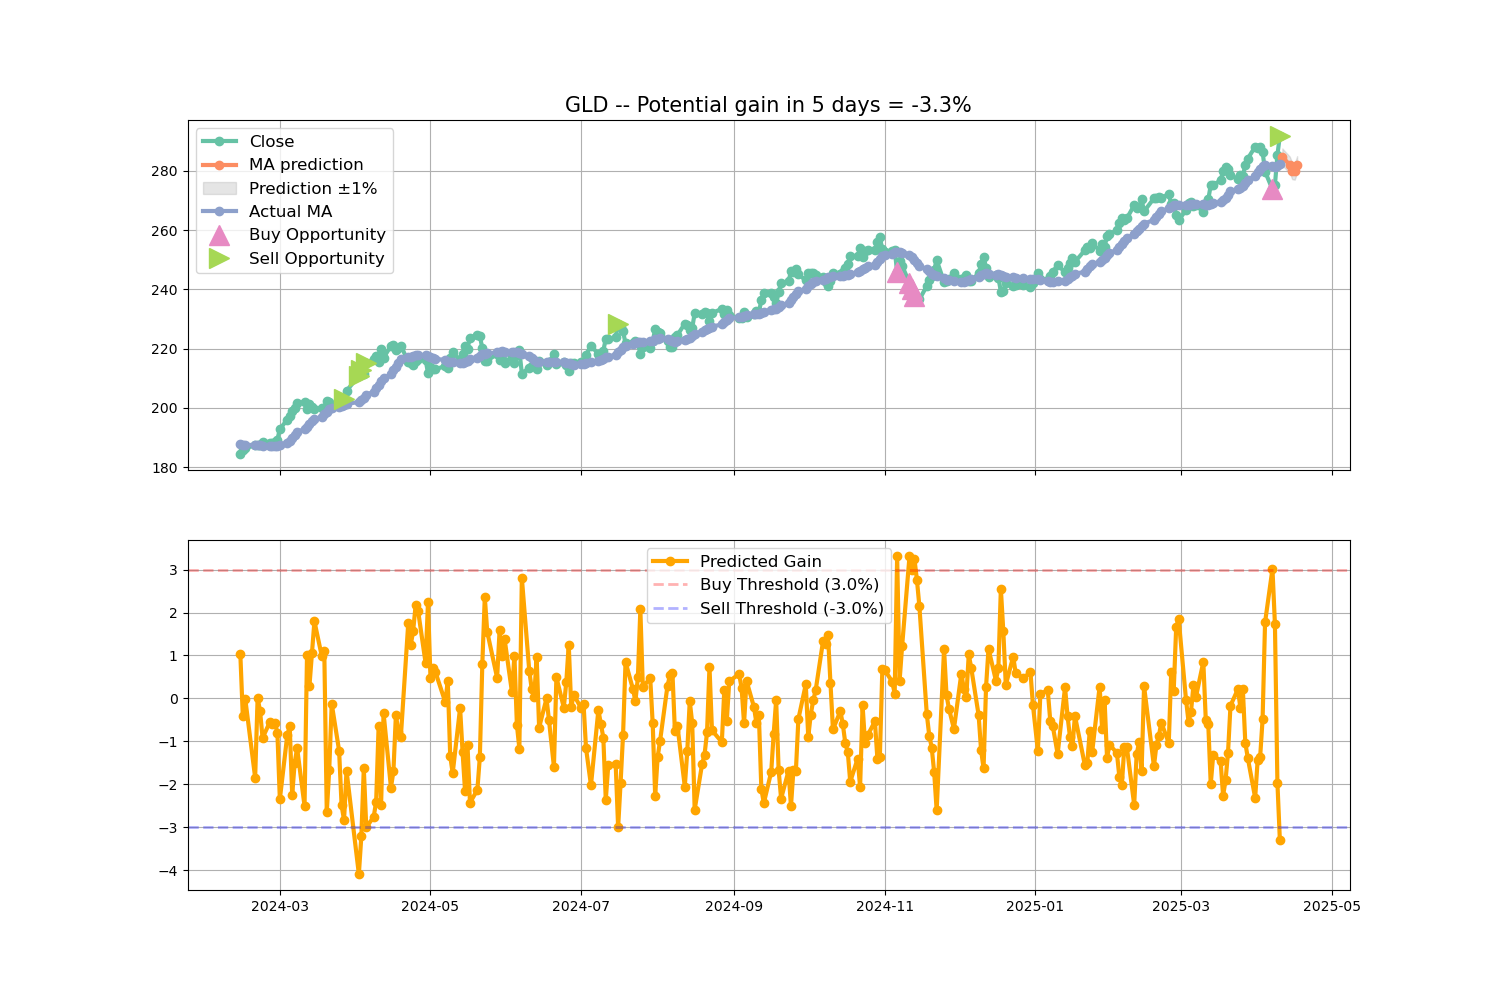 GLD -- Potential gain in 5 days = -3.3%
Close
MA prediction
Prediction ±1%
Actual MA
Buy Opportunity
Sell Opportunity
280
260
240
220
200
180
Predicted Gain
Buy Threshold (3.0%)
Sell Threshold (-3.0%)
3
2
1
0
−1
−2
−3
−4
2024-03 2024-05 2024-07 2024-09 2024-11 2025-01 2025-03 2025-05